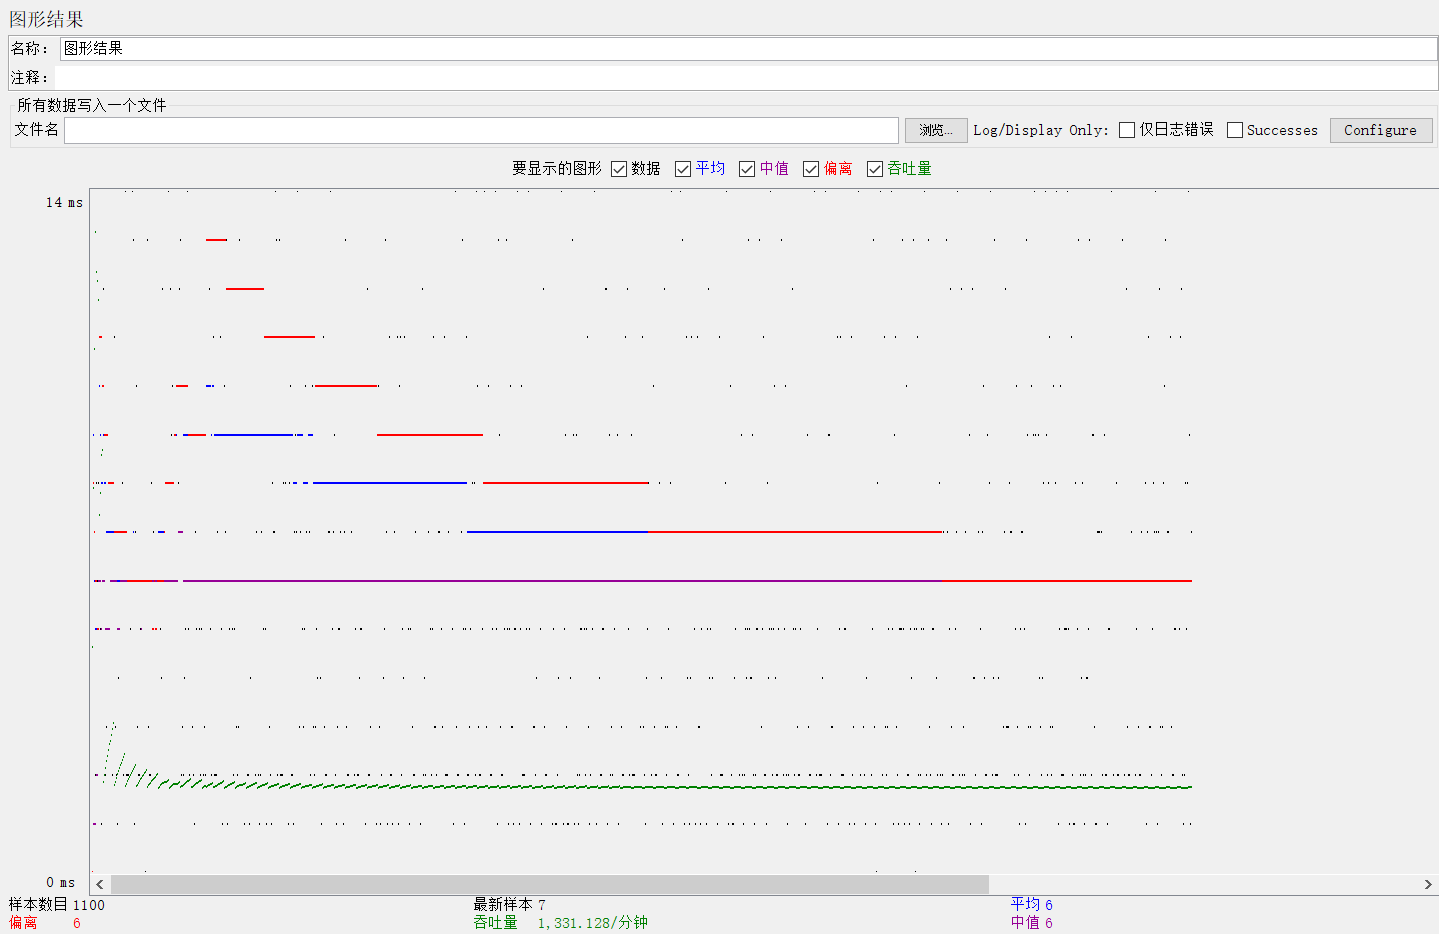 图形结果
名称： 图形结果
注释：
所有数据写入一个文件
文件名 浏览... Log/Display Only: 仅日志错误 Successes Configure
要显示的图形 数据 平均 中值 偏离 吞吐量
14 ms
0 ms
样本数目 1100 最新样本 7 平均 6
偏离 6 吞吐量 1,331.128/分钟 中值 6